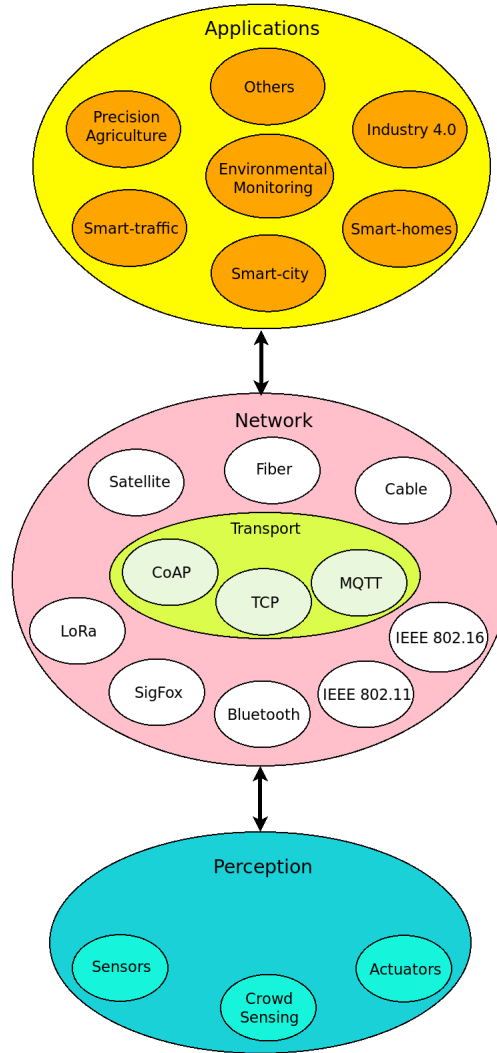 Applications
Others
Precision
Agriculture
Industry 4.0
Environmental
Monitoring
Smart-traffic
Smart-homes
Smart-city
Network
Satellite
Fiber
Cable
Transport
CoAP
TCP
MQTT
LoRa
IEEE 802.16
SigFox
Bluetooth
IEEE 802.11
Perception
Sensors
Crowd
Sensing
Actuators